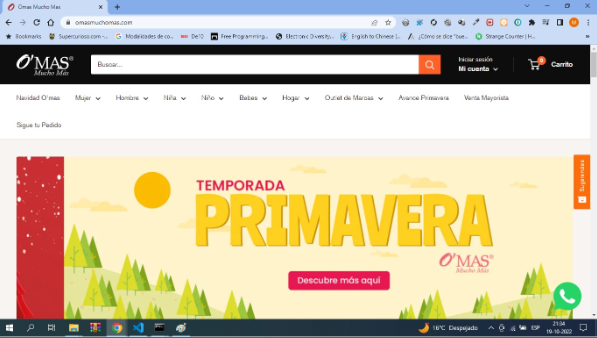 Omas Mucho Mas
omasmuchomas.com
Bookmarks
Supercurioso.com -...
Modalidades de co...
De10
Free Programming...
Electronic Diversity...
English to Chinese (...
¿Cómo se dice "bue...
Strange Counter | H...
O'MAS
Mucho Más
Buscar...
Iniciar sesión
Mi cuenta
0
Carrito
Navidad O'mas
Mujer
Hombre
Niña
Niño
Bebes
Hogar
Outlet de Marcas
Avance Primavera
Venta Mayorista
Sigue tu Pedido
Sugerencias
TEMPORADA
PRIMAVERA
O'MAS
Mucho Más
Descubre más aquí
16°C Despejado
ESP
21:34
19-10-2022